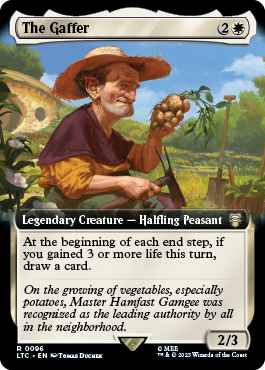 The Gaffer 2
Legendary Creature — Halfling Peasant
At the beginning of each end step, if
you gained 3 or more life this turn,
draw a card.
On the growing of vegetables, especially
potatoes, Master Hamfast Gamgee was
recognized as the leading authority by all
in the neighborhood.
2/3
R 0096
LTC • EN Tomas Duchek
© MEE
™ & © 2023 Wizards of the Coast